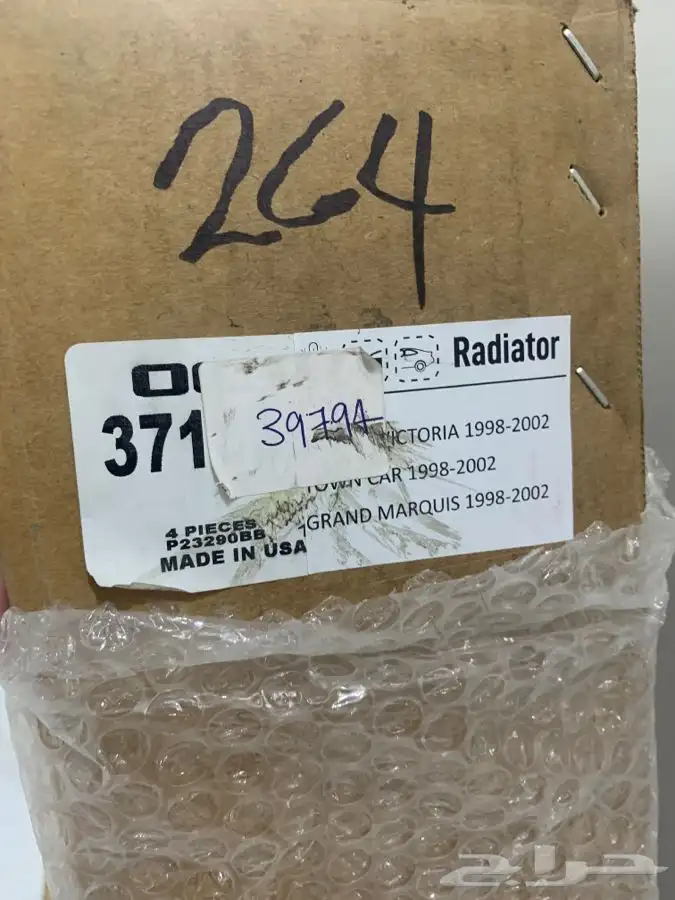 264
Radiator
371
39794
ICTORIA 1998-2002
TOWN CAR 1998-2002
GRAND MARQUIS 1998-2002
4 PIECES
P23290BB
MADE IN USA
حراج